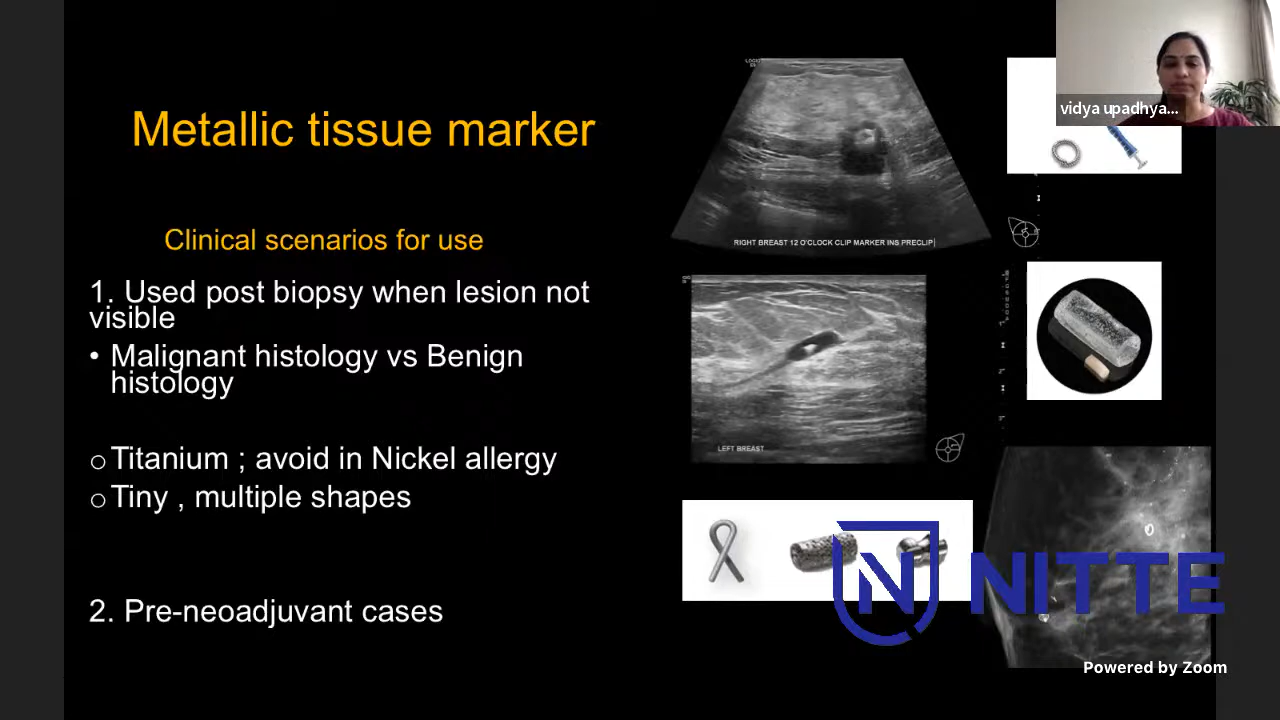 Metallic tissue marker
Clinical scenarios for use
1. Used post biopsy when lesion not
visible
• Malignant histology vs Benign
histology
o Titanium ; avoid in Nickel allergy
o Tiny , multiple shapes
2. Pre-neoadjuvant cases
RIGHT BREAST 12 O'CLOCK CLIP MARKER INS PRECLIP
LEFT BREAST
vidya upadhya...
NITTE
Powered by Zoom